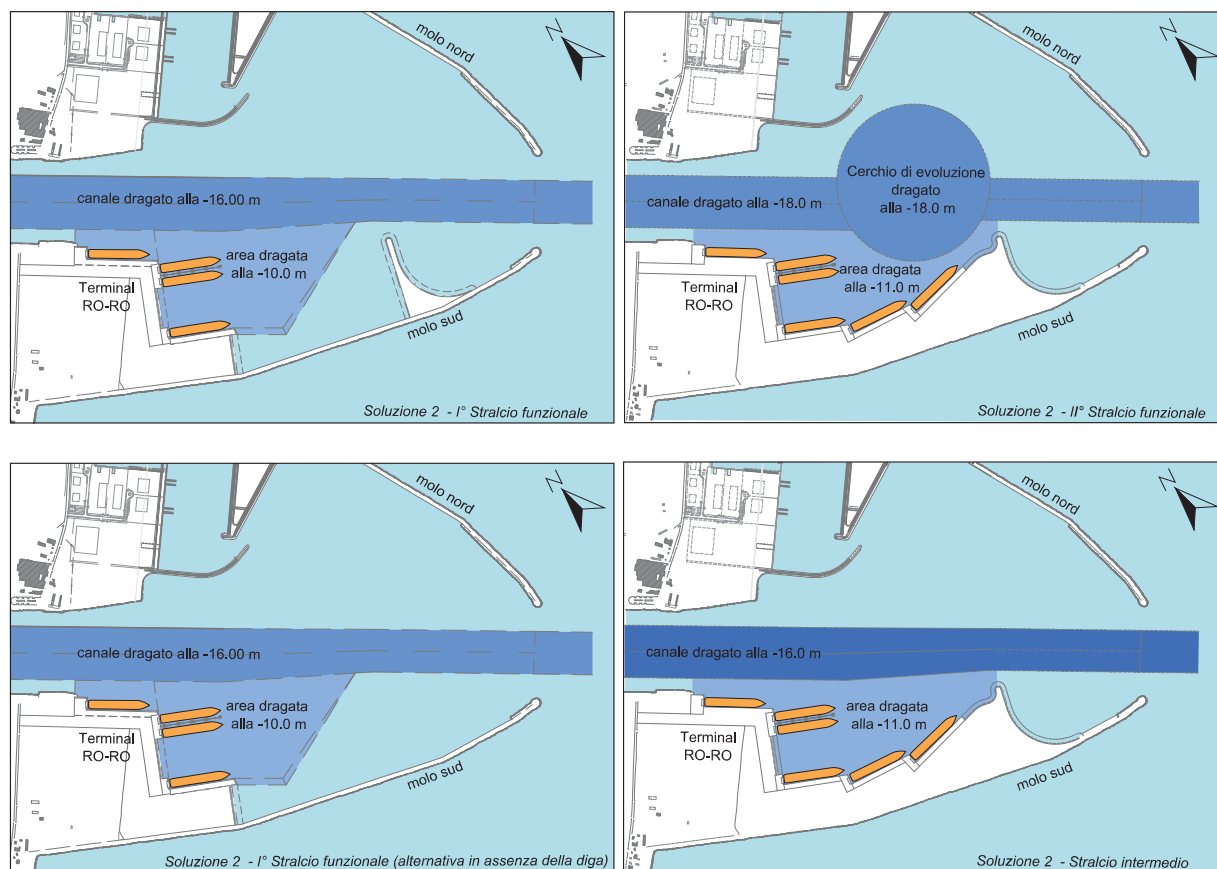 molo nord
N
canale dragato alla -16.00 m
area dragata
alla -10.0 m
Terminal
RO-RO
molo sud
Soluzione 2 - I° Stralcio funzionale
molo nord
N
Cerchio di evoluzione
dragato
alla -18.0 m
canale dragato alla -18.0 m
area dragata
alla -11.0 m
Terminal
RO-RO
molo sud
Soluzione 2 - II° Stralcio funzionale
molo nord
N
canale dragato alla -16.00 m
area dragata
alla -10.0 m
Terminal
RO-RO
molo sud
Soluzione 2 - I° Stralcio funzionale (alternativa in assenza della diga)
molo nord
N
canale dragato alla -16.0 m
area dragata
alla -11.0 m
Terminal
RO-RO
molo sud
Soluzione 2 - Stralcio intermedio